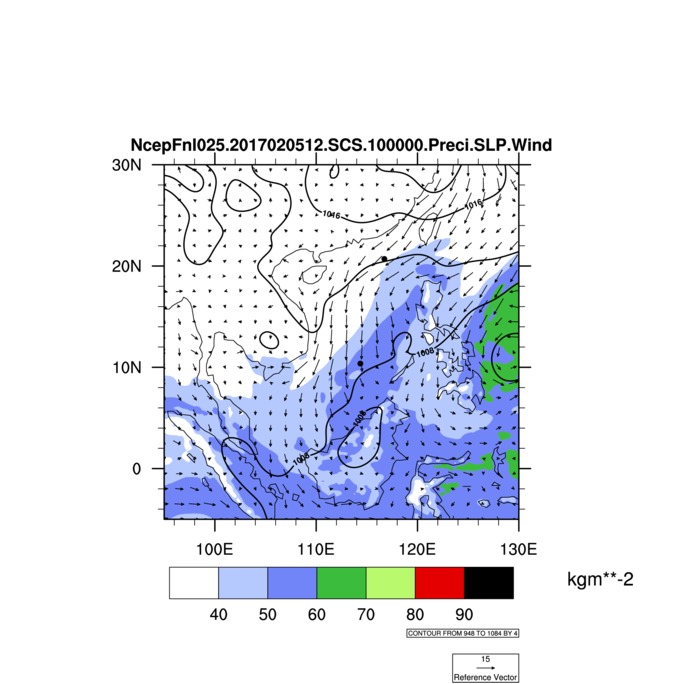 NcepFnl025.2017020512.SCS.100000.Preci.SLP.Wind
30N
1016
1016
20N
1008
10N
1008
1008
0
100E 110E 120E 130E
kgm**-2
40 50 60 70 80 90
CONTOUR FROM 948 TO 1084 BY 4
15
Reference Vector